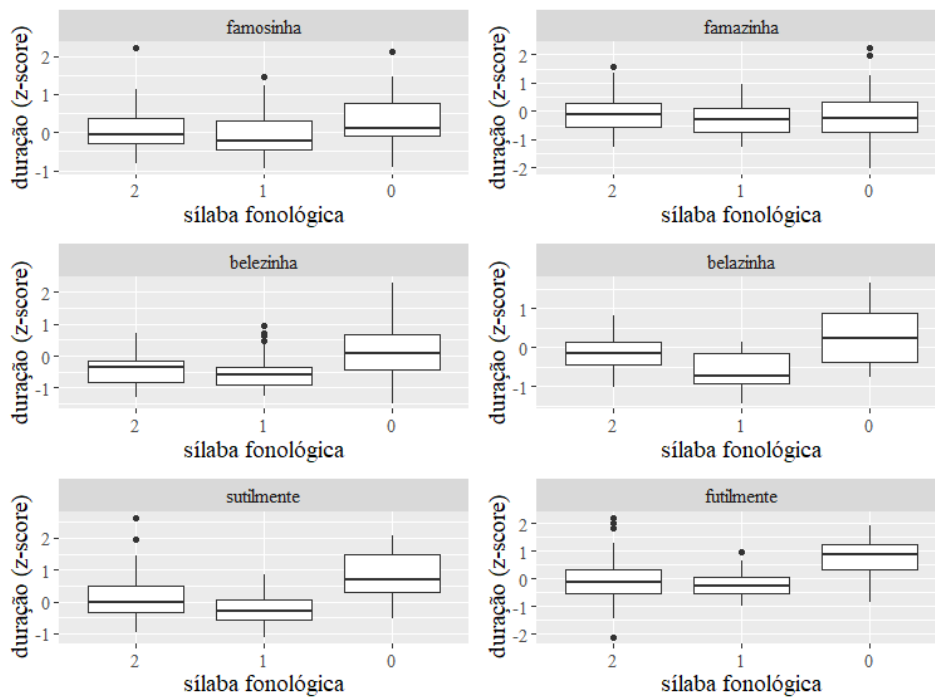 famosinha
duração (z-score)
2
1
0
-1
2
1
0
sílaba fonológica
famazinha
duração (z-score)
2
1
0
-1
-2
2
1
0
sílaba fonológica
belezinha
duração (z-score)
2
1
0
-1
2
1
0
sílaba fonológica
belazinha
duração (z-score)
1
0
-1
2
1
0
sílaba fonológica
sutilmente
duração (z-score)
2
1
0
-1
2
1
0
sílaba fonológica
futilmente
duração (z-score)
2
1
0
-1
-2
2
1
0
sílaba fonológica